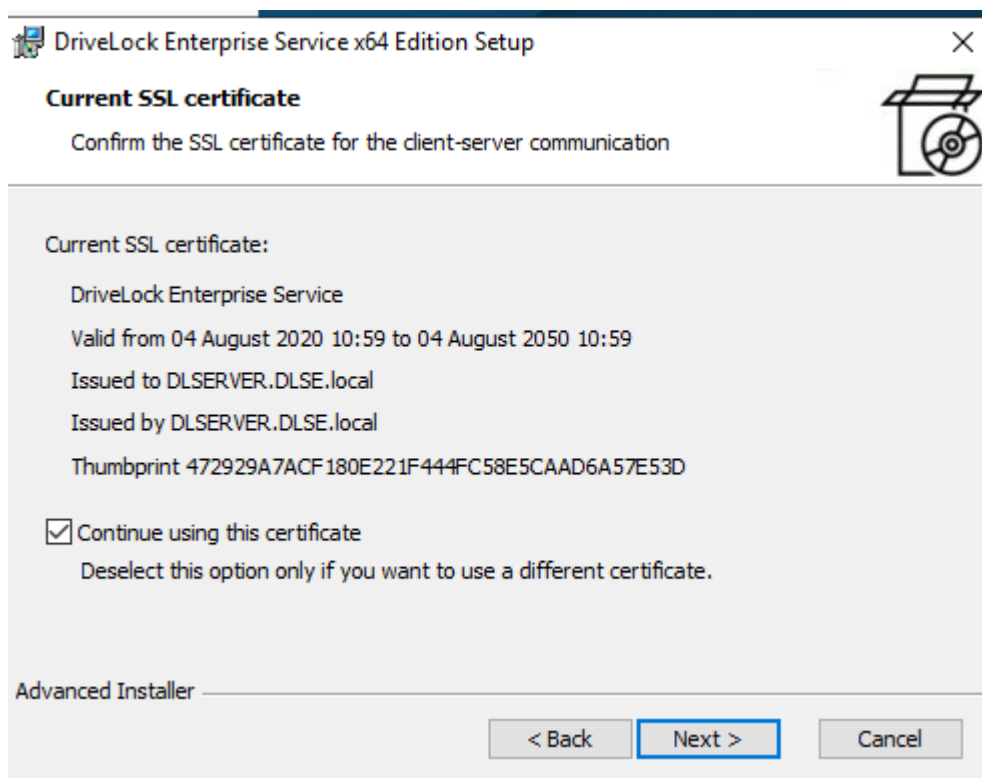 DriveLock Enterprise Service x64 Edition Setup
Current SSL certificate
Confirm the SSL certificate for the client-server communication
Current SSL certificate:
DriveLock Enterprise Service
Valid from 04 August 2020 10:59 to 04 August 2050 10:59
Issued to DLSERVER.DLSE.local
Issued by DLSERVER.DLSE.local
Thumbprint 472929A7ACF180E221F444FC58E5CAAD6A57E53D
Continue using this certificate
Deselect this option only if you want to use a different certificate.
Advanced Installer
< Back Next > Cancel